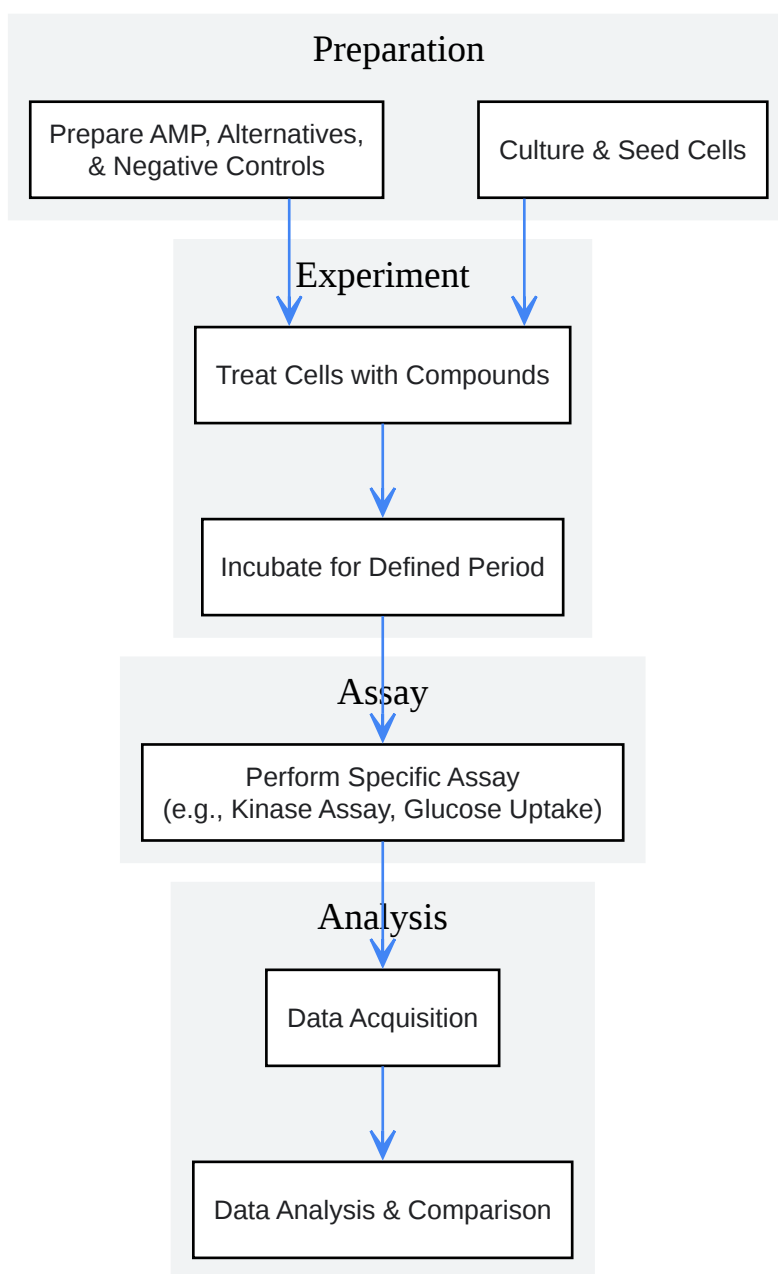 Preparation
Prepare AMP, Alternatives,
& Negative Controls
Culture & Seed Cells
Experiment
Treat Cells with Compounds
Incubate for Defined Period
Assay
Perform Specific Assay
(e.g., Kinase Assay, Glucose Uptake)
Analysis
Data Acquisition
Data Analysis & Comparison